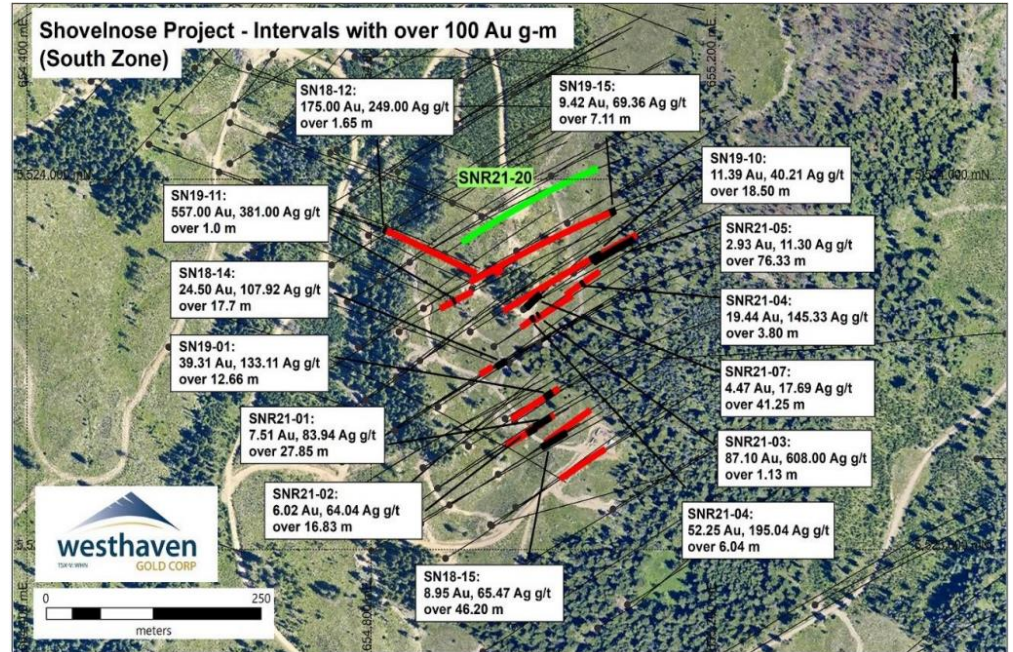 Shovelnose Project - Intervals with over 100 Au g-m
(South Zone)
654,400 mE
655,200 mE
SN18-12:
175.00 Au, 249.00 Ag g/t
over 1.65 m
SN19-15:
9.42 Au, 69.36 Ag g/t
over 7.11 m
SN19-10:
11.39 Au, 40.21 Ag g/t
over 18.50 m
SNR21-20
SN19-11:
557.00 Au, 381.00 Ag g/t
over 1.0 m
SNR21-05:
2.93 Au, 11.30 Ag g/t
over 76.33 m
SN18-14:
24.50 Au, 107.92 Ag g/t
over 17.7 m
SNR21-04:
19.44 Au, 145.33 Ag g/t
over 3.80 m
SN19-01:
39.31 Au, 133.11 Ag g/t
over 12.66 m
SNR21-07:
4.47 Au, 17.69 Ag g/t
over 41.25 m
SNR21-01:
7.51 Au, 83.94 Ag g/t
over 27.85 m
SNR21-03:
87.10 Au, 608.00 Ag g/t
over 1.13 m
SNR21-02:
6.02 Au, 64.04 Ag g/t
over 16.83 m
SNR21-04:
52.25 Au, 195.04 Ag g/t
over 6.04 m
SN18-15:
8.95 Au, 65.47 Ag g/t
over 46.20 m
westhaven
TSX-V: WHN
GOLD CORP
0 250
meters